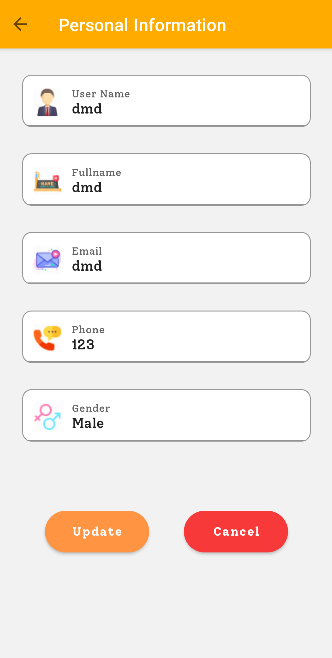 Personal Information
User Name
dmd
Fullname
dmd
Email
dmd
Phone
123
Gender
Male
Update Cancel